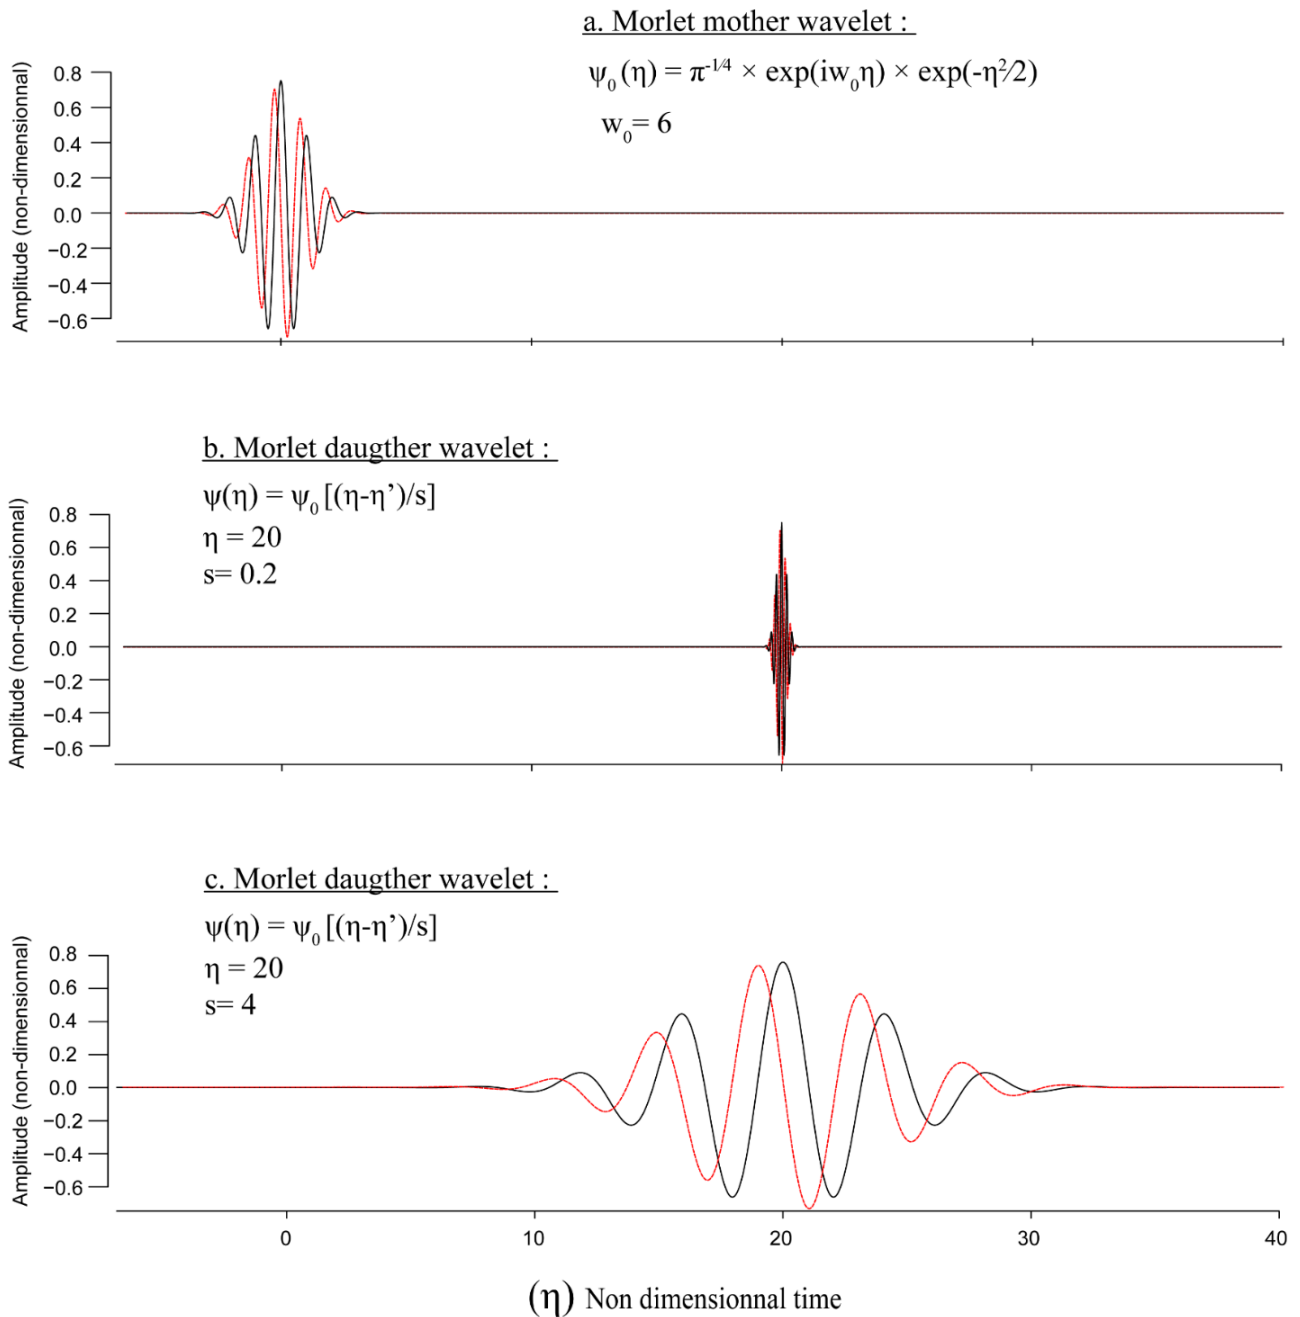 a. Morlet mother wavelet :
ψ₀(η) = π⁻¹ᐟ⁴ × exp(iw₀η) × exp(-η²⁄2)
w₀= 6
Amplitude (non-dimensionnal)
0.8
0.6
0.4
0.2
0.0
−0.2
−0.4
−0.6
b. Morlet daugther wavelet :
ψ(η) = ψ₀[(η-η’)/s]
η = 20
s= 0.2
Amplitude (non-dimensionnal)
0.8
0.6
0.4
0.2
0.0
−0.2
−0.4
−0.6
c. Morlet daugther wavelet :
ψ(η) = ψ₀[(η-η’)/s]
η = 20
s= 4
Amplitude (non-dimensionnal)
0.8
0.6
0.4
0.2
0.0
−0.2
−0.4
−0.6
0 10 20 30 40
(η) Non dimensionnal time